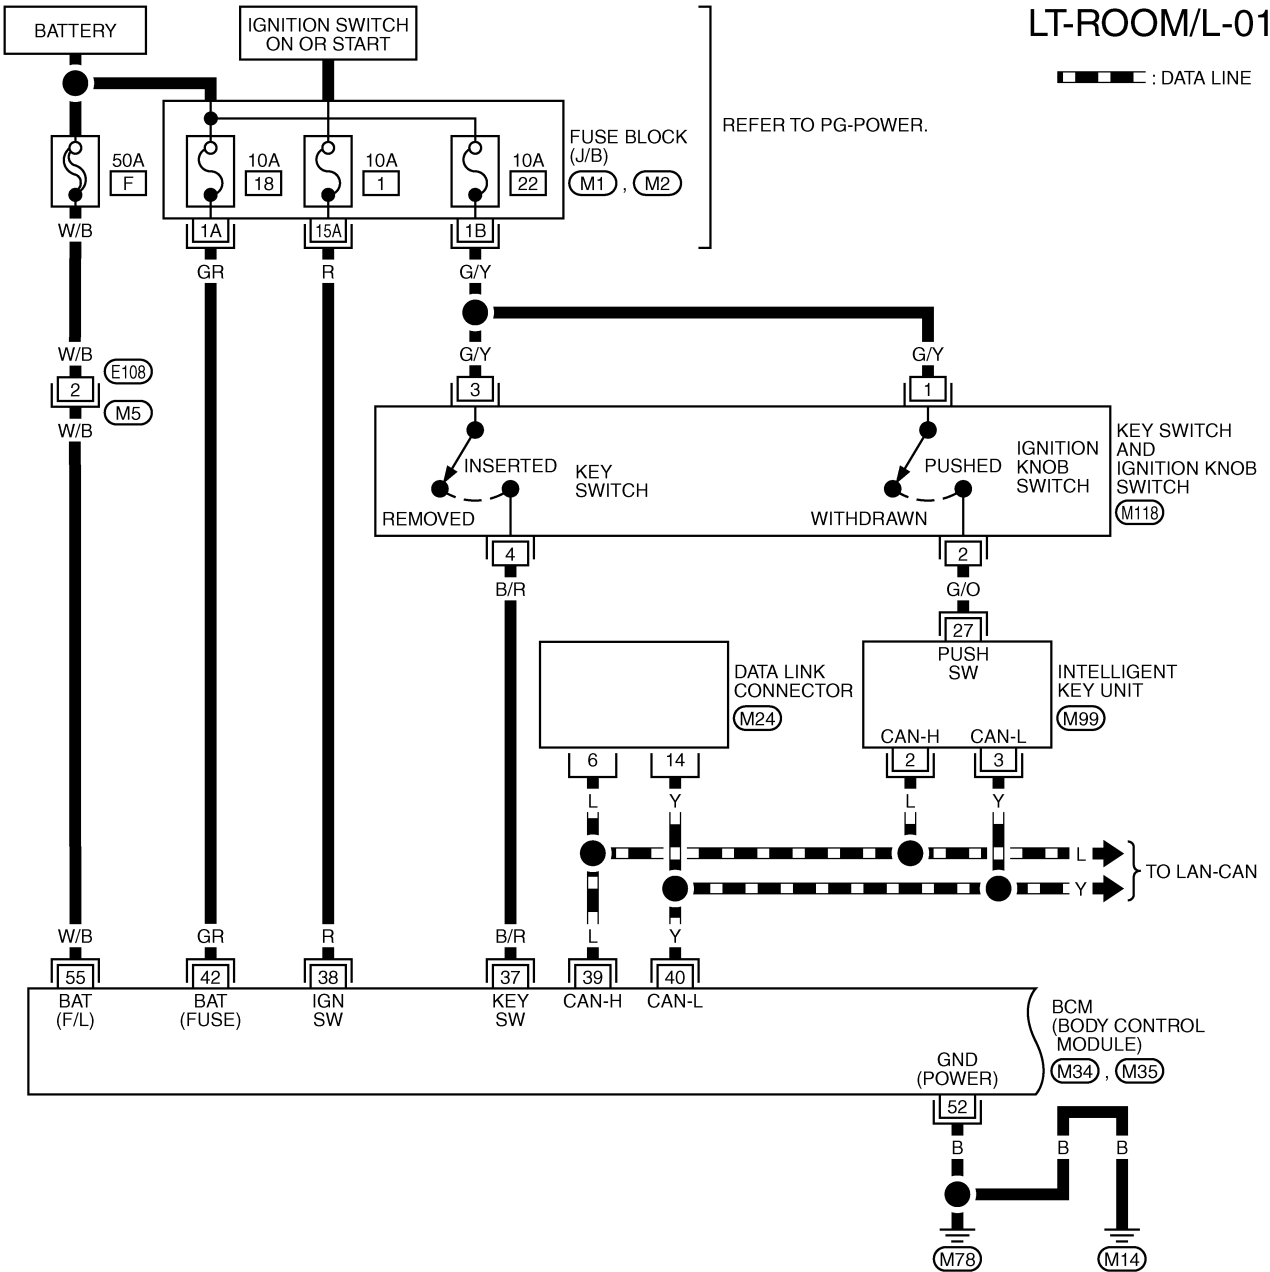 LT-ROOM/L-01
: DATA LINE
BATTERY
IGNITION SWITCH
ON OR START
REFER TO PG-POWER.
FUSE BLOCK
(J/B)
M1 , M2
50A
F
10A
18
10A
1
10A
22
1A
15A
1B
W/B
GR
R
G/Y
W/B
2
E108
M5
W/B
G/Y
G/Y
3
1
INSERTED
REMOVED
KEY
SWITCH
PUSHED
WITHDRAWN
IGNITION
KNOB
SWITCH
KEY SWITCH
AND
IGNITION KNOB
SWITCH
M118
4
2
B/R
G/O
27
PUSH
SW
DATA LINK
CONNECTOR
M24
INTELLIGENT
KEY UNIT
M99
CAN-H
CAN-L
6
14
2
3
L
Y
L
Y
L
Y
TO LAN-CAN
W/B
GR
R
B/R
L
Y
55
42
38
37
39
40
BAT
(F/L)
BAT
(FUSE)
IGN
SW
KEY
SW
CAN-H
CAN-L
BCM
(BODY CONTROL
MODULE)
M34 , M35
GND
(POWER)
52
B
B
B
M78
M14